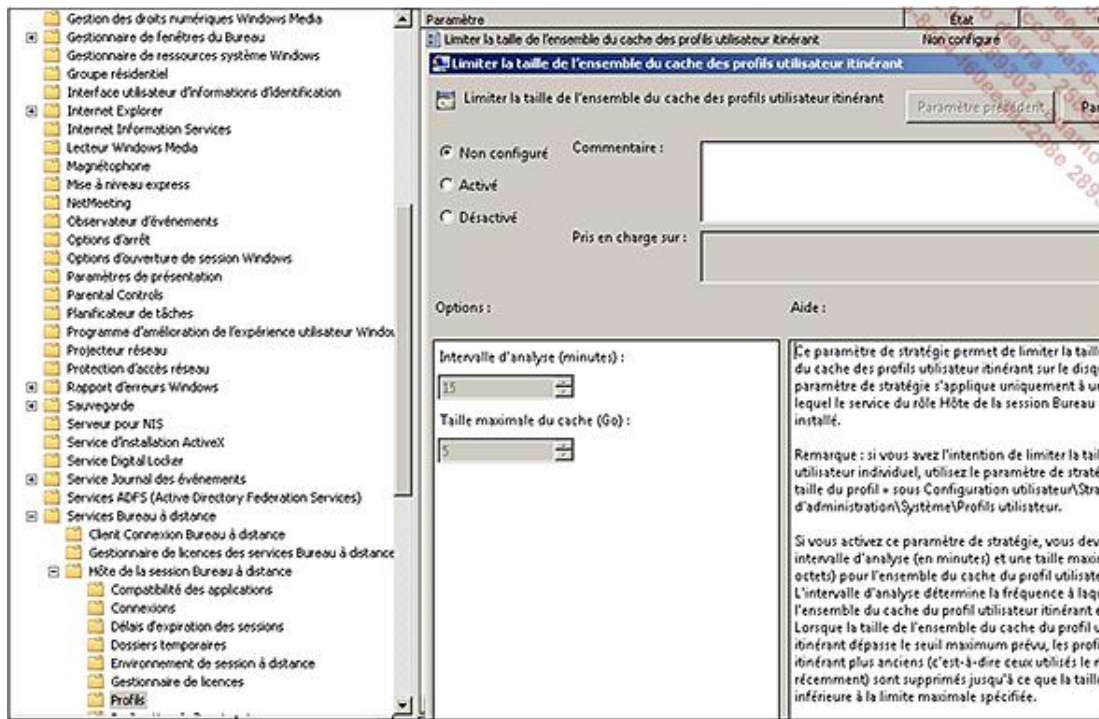 Gestion des droits numériques Windows Media
Gestionnaire de fenêtres du Bureau
Gestionnaire de ressources système Windows
Groupe résidentiel
Interface utilisateur d'informations d'identification
Internet Explorer
Internet Information Services
Lecteur Windows Media
Magnétophone
Mise à niveau express
NetMeeting
Observateur d'événements
Options d'arrêt
Options d'ouverture de session Windows
Paramètres de présentation
Parental Controls
Planificateur de tâches
Programme d'amélioration de l'expérience utilisateur Windou
Projecteur réseau
Protection d'accès réseau
Rapport d'erreurs Windows
Sauvegarde
Serveur pour NIS
Service d'installation ActiveX
Service Digital Locker
Service Journal des événements
Services ADFS (Active Directory Federation Services)
Services Bureau à distance
Client Connexion Bureau à distance
Gestionnaire de licences des services Bureau à distance
Hôte de la session Bureau à distance
Compatibilité des applications
Connexions
Délais d'expiration des sessions
Dossiers temporaires
Environnement de session à distance
Gestionnaire de licences
Profils
Paramètre État
Limiter la taille de l'ensemble du cache des profils utilisateur itinérant Non configuré
Limiter la taille de l'ensemble du cache des profils utilisateur itinérant
Limiter la taille de l'ensemble du cache des profils utilisateur itinérant
Paramètre précédent
Par
Non configuré
Activé
Désactivé
Commentaire :
Pris en charge sur :
Options :
Aide :
Intervalle d'analyse (minutes) :
15
Taille maximale du cache (Go) :
5
Ce paramètre de stratégie permet de limiter la taill
du cache des profils utilisateur itinérant sur le disqu
paramètre de stratégie s'applique uniquement à un
lequel le service du rôle Hôte de la session Bureau
installé.
Remarque : si vous avez l'intention de limiter la tail
utilisateur individuel, utilisez le paramètre de straté
taille du profil » sous Configuration utilisateur\Stra
d'administration\Système\Profils utilisateur.
Si vous activez ce paramètre de stratégie, vous dev
intervalle d'analyse (en minutes) et une taille maxim
octets) pour l'ensemble du cache du profil utilisate
L'intervalle d'analyse détermine la fréquence à laqu
l'ensemble du cache du profil utilisateur itinérant e
Lorsque la taille de l'ensemble du cache du profil u
itinérant dépasse le seuil maximum prévu, les profi
itinérant plus anciens (c'est-à-dire ceux utilisés le m
récemment) sont supprimés jusqu'à ce que la taille
inférieure à la limite maximale spécifiée.